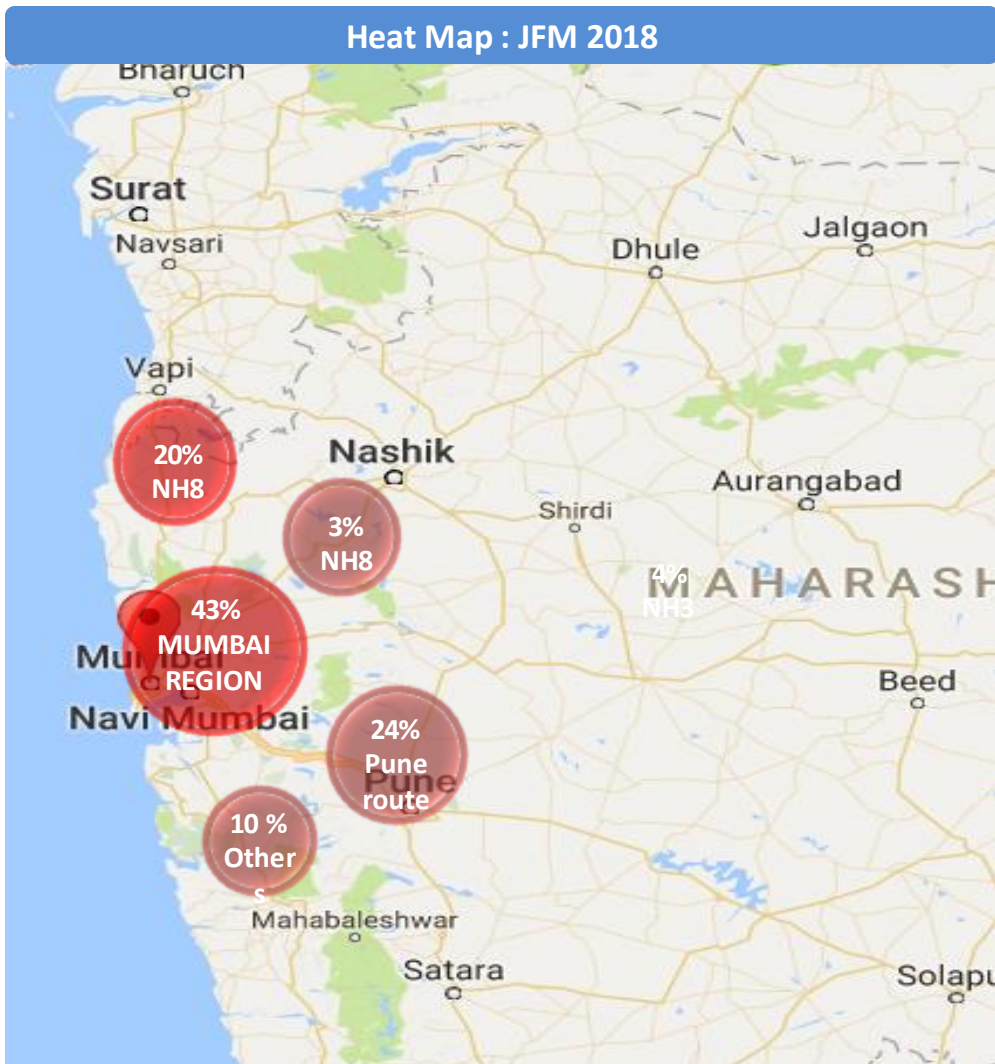 Heat Map : JFM 2018
Bharuch
Surat
Navsari
Dhule
Jalgaon
Vapi
20%
NH8
Nashik
Aurangabad
Shirdi
3%
NH8
4%
NH3
MAHARASH
43%
MUMBAI
REGION
Mumbai
Navi Mumbai
Beed
24%
Pune
route
Pune
10 %
Other
s
Mahabaleshwar
Satara
Solapu